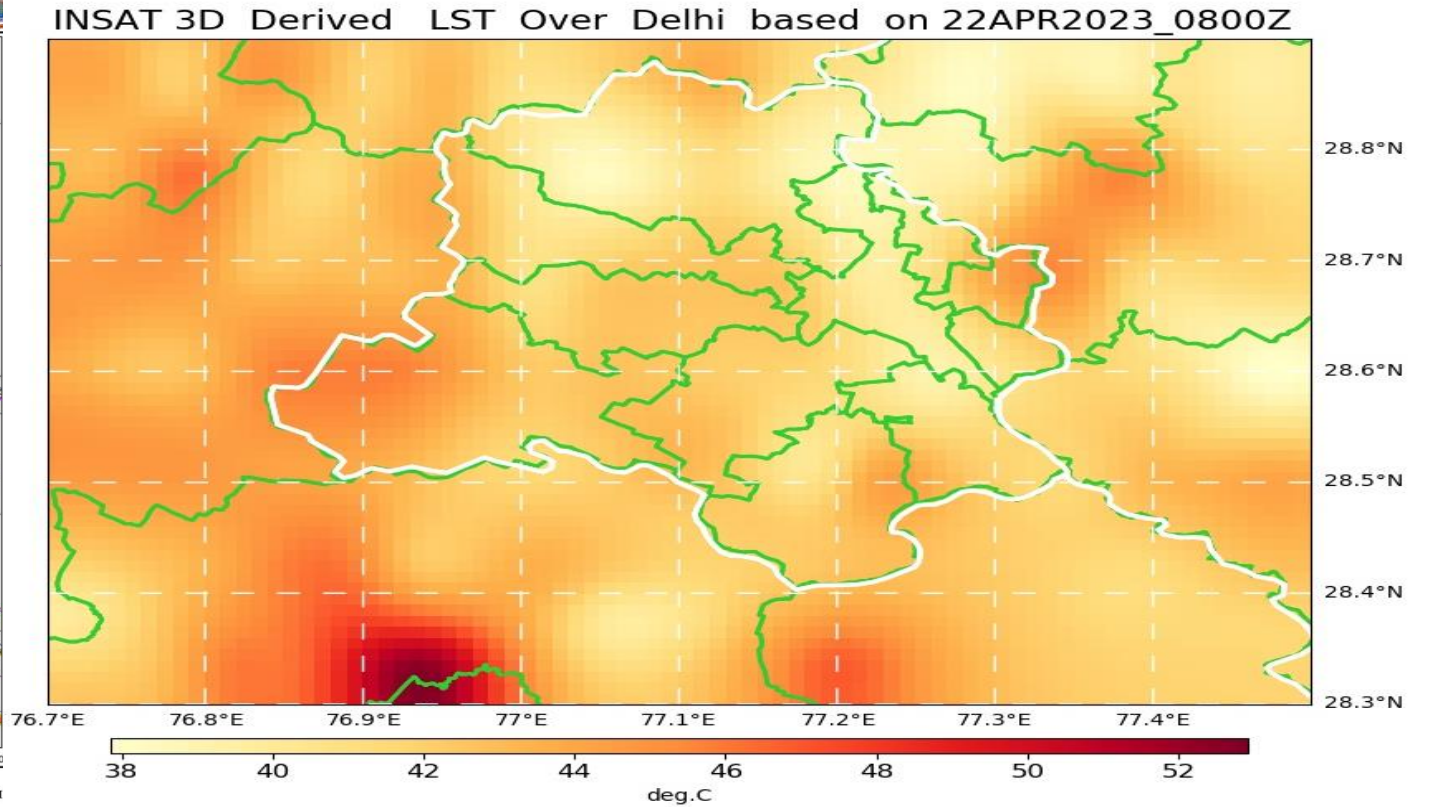 INSAT 3D Derived LST Over Delhi based on 22APR2023_0800Z
28.8°N
28.7°N
28.6°N
28.5°N
28.4°N
28.3°N
76.7°E 76.8°E 76.9°E 77°E 77.1°E 77.2°E 77.3°E 77.4°E
38 40 42 44 46 48 50 52
deg.C